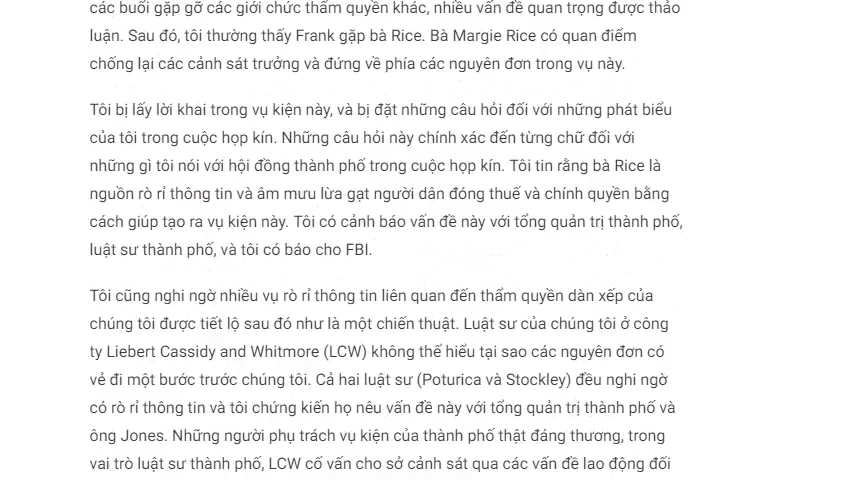 các buổi gặp gỡ các giới chức thẩm quyền khác, nhiều vấn đề quan trọng được thảo
luận. Sau đó, tôi thường thấy Frank gặp bà Rice. Bà Margie Rice có quan điểm
chống lại các cảnh sát trưởng và đứng về phía các nguyên đơn trong vụ này.
Tôi bị lấy lời khai trong vụ kiện này, và bị đặt những câu hỏi đối với những phát biểu
của tôi trong cuộc họp kín. Những câu hỏi này chính xác đến từng chữ đối với
những gì tôi nói với hội đồng thành phố trong cuộc họp kín. Tôi tin rằng bà Rice là
nguồn rò rỉ thông tin và âm mưu lừa gạt người dân đóng thuế và chính quyền bằng
cách giúp tạo ra vụ kiện này. Tôi có cảnh báo vấn đề này với tổng quản trị thành phố,
luật sư thành phố, và tôi có báo cho FBI.
Tôi cũng nghi ngờ nhiều vụ rò rỉ thông tin liên quan đến thẩm quyền dàn xếp của
chúng tôi được tiết lộ sau đó như là một chiến thuật. Luật sư của chúng tôi ở công
ty Liebert Cassidy and Whitmore (LCW) không thể hiểu tại sao các nguyên đơn có
vẻ đi một bước trước chúng tôi. Cả hai luật sư (Poturica và Stockley) đều nghi ngờ
có rò rỉ thông tin và tôi chứng kiến họ nêu vấn đề này với tổng quản trị thành phố và
ông Jones. Những người phụ trách vụ kiện của thành phố thật đáng thương, trong
vai trò luật sư thành phố, LCW cố vấn cho sở cảnh sát qua các vấn đề lao động đối